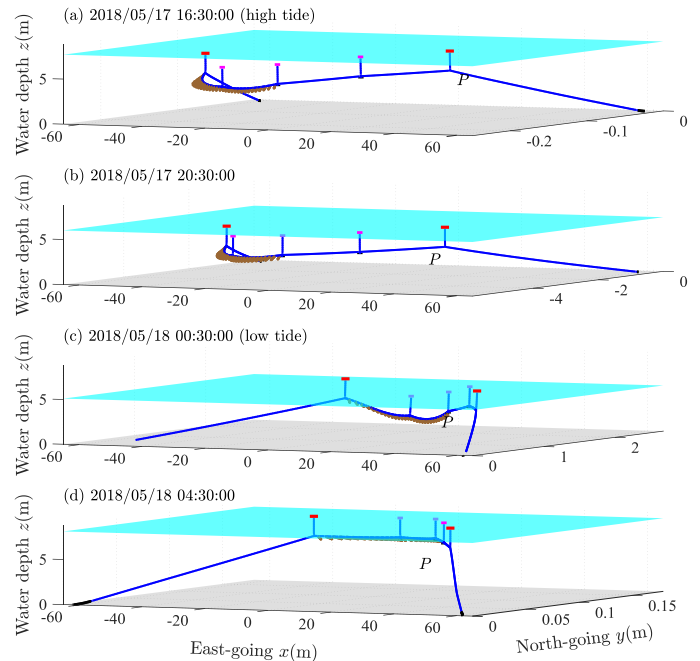 (a) 2018/05/17 16:30:00 (high tide)
Water depth z(m)
5
0
-60 -40 -20 0 20 40 60
-0.2 -0.1 0
P
(b) 2018/05/17 20:30:00
Water depth z(m)
5
0
-60 -40 -20 0 20 40 60
-4 -2 0
P
(c) 2018/05/18 00:30:00 (low tide)
Water depth z(m)
5
0
-60 -40 -20 0 20 40 60
0 1 2
P
(d) 2018/05/18 04:30:00
Water depth z(m)
5
0
-60 -40 -20 0 20 40 60
0 0.05 0.1 0.15
P
East-going x(m)
North-going y(m)